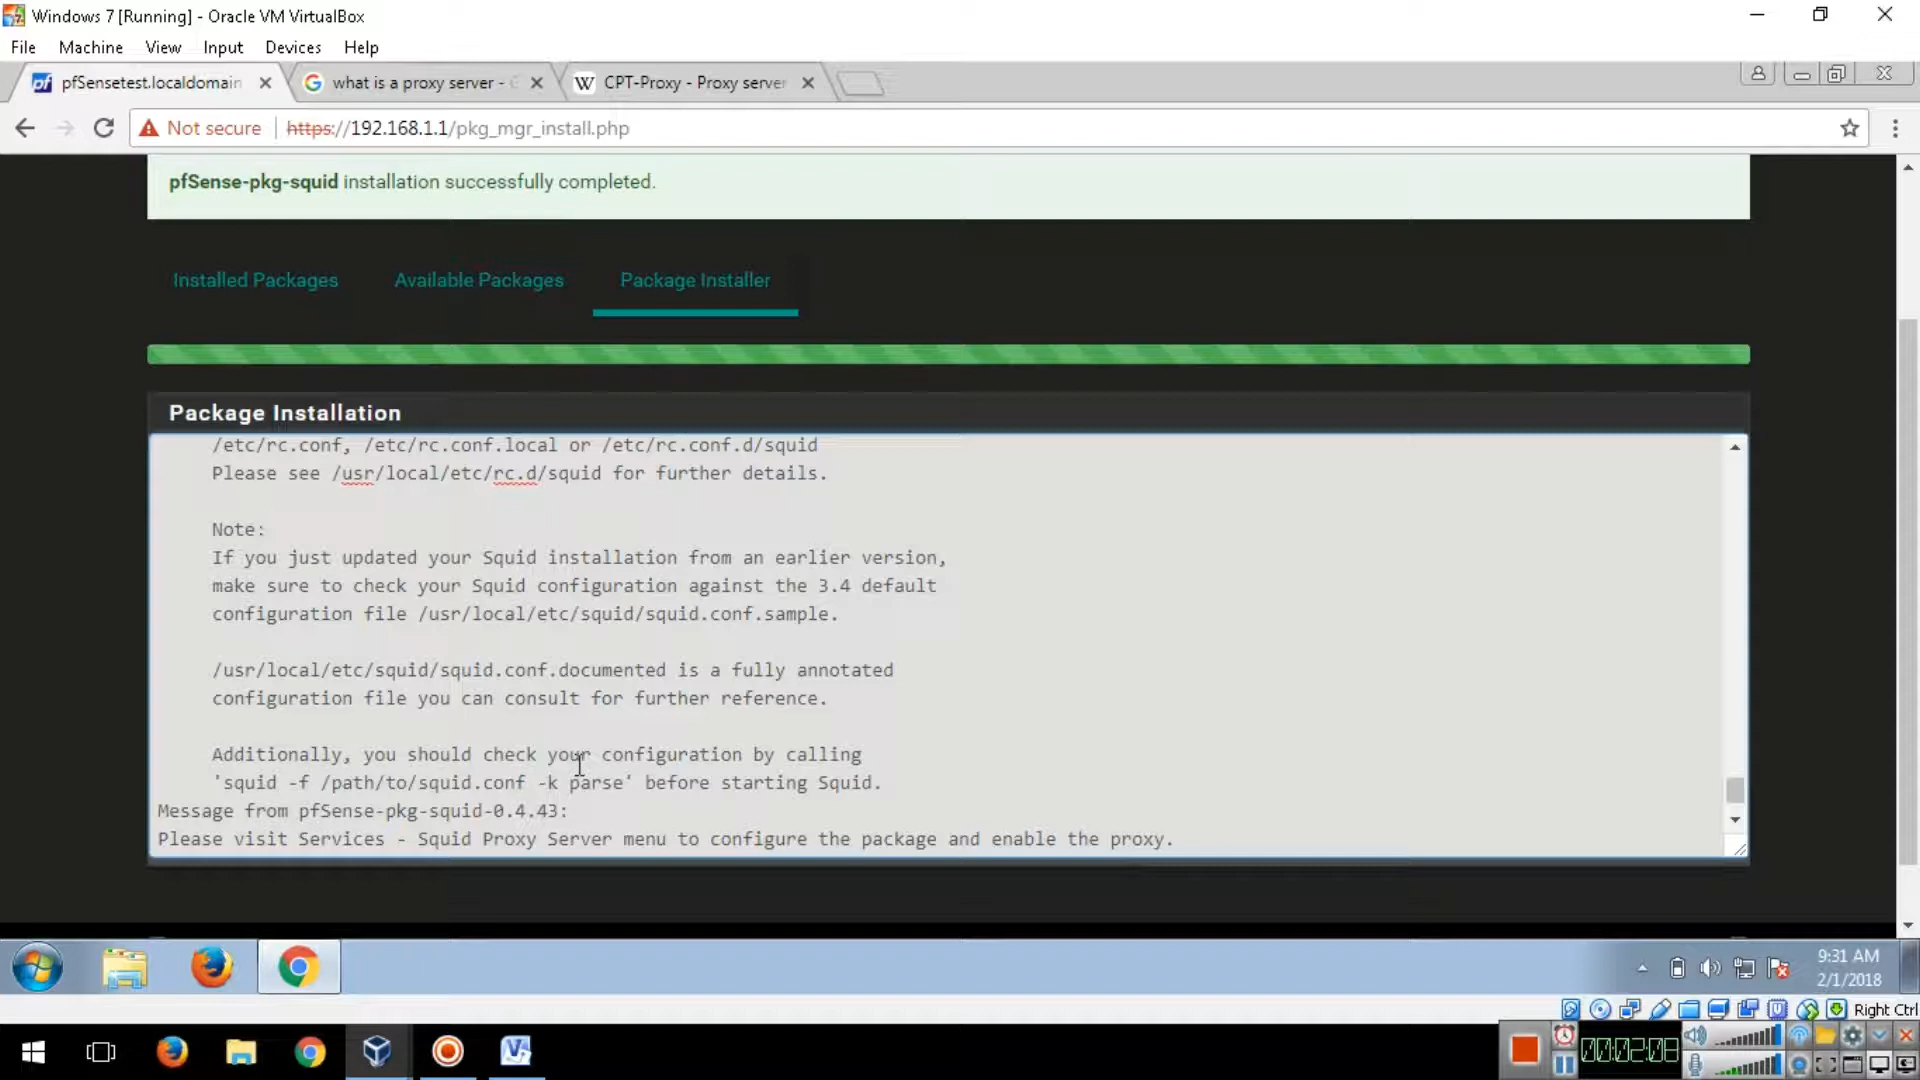 Windows 7 [Running] - Oracle VM VirtualBox
File Machine View Input Devices Help
pfSensetest.localdomain
what is a proxy server -
CPT-Proxy - Proxy server
Not secure https://192.168.1.1/pkg_mgr_install.php
pfSense-pkg-squid installation successfully completed.
Installed Packages Available Packages Package Installer
Package Installation
/etc/rc.conf, /etc/rc.conf.local or /etc/rc.conf.d/squid
Please see /usr/local/etc/rc.d/squid for further details.
Note:
If you just updated your Squid installation from an earlier version,
make sure to check your Squid configuration against the 3.4 default
configuration file /usr/local/etc/squid/squid.conf.sample.
/usr/local/etc/squid/squid.conf.documented is a fully annotated
configuration file you can consult for further reference.
Additionally, you should check your configuration by calling
'squid -f /path/to/squid.conf -k parse' before starting Squid.
Message from pfSense-pkg-squid-0.4.43:
Please visit Services - Squid Proxy Server menu to configure the package and enable the proxy.
9:31 AM
2/1/2018
Right Ctrl
00:02:08